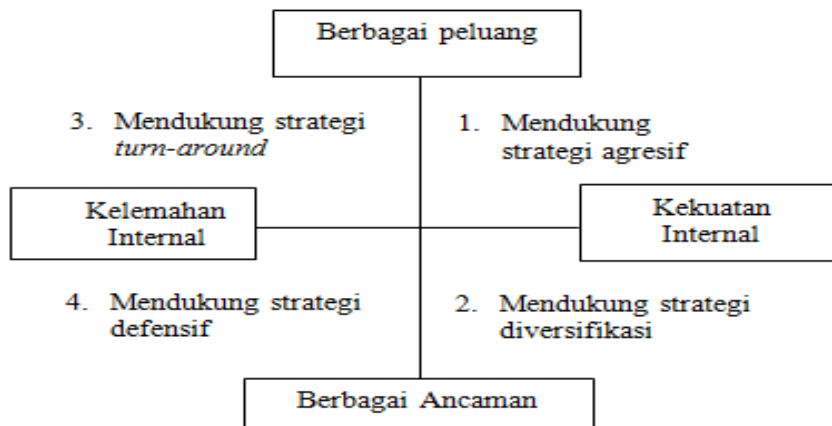 Berbagai peluang
3. Mendukung strategi
turn-around
1. Mendukung
strategi agresif
Kelemahan
Internal
Kekuatan
Internal
4. Mendukung strategi
defensif
2. Mendukung strategi
diversifikasi
Berbagai Ancaman